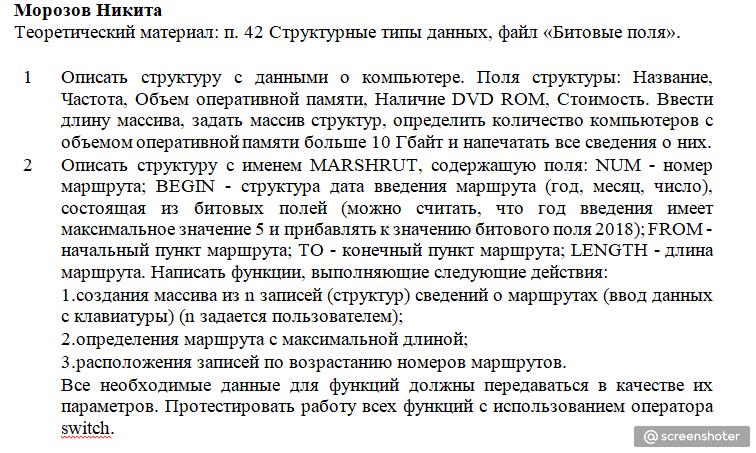 Морозов Никита
Теоретический материал: п. 42 Структурные типы данных, файл «Битовые поля».
1 Описать структуру с данными о компьютере. Поля структуры: Название,
Частота, Объем оперативной памяти, Наличие DVD ROM, Стоимость. Ввести
длину массива, задать массив структур, определить количество компьютеров с
объемом оперативной памяти больше 10 Гбайт и напечатать все сведения о них.
2 Описать структуру с именем MARSHRUT, содержащую поля: NUM - номер
маршрута; BEGIN - структура дата введения маршрута (год, месяц, число),
состоящая из битовых полей (можно считать, что год введения имеет
максимальное значение 5 и прибавлять к значению битового поля 2018); FROM -
начальный пункт маршрута; TO - конечный пункт маршрута; LENGTH - длина
маршрута. Написать функции, выполняющие следующие действия:
1.создания массива из n записей (структур) сведений о маршрутах (ввод данных
с клавиатуры) (n задается пользователем);
2.определения маршрута с максимальной длиной;
3.расположения записей по возрастанию номеров маршрутов.
Все необходимые данные для функций должны передаваться в качестве их
параметров. Протестировать работу всех функций с использованием оператора
switch.
@screenshoter